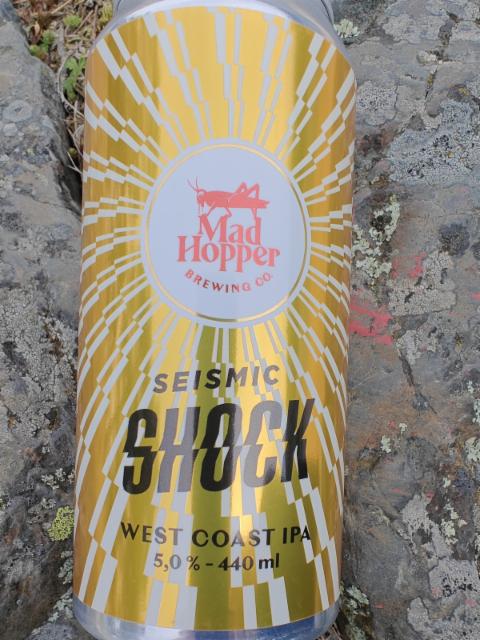 Mad
Hopper
BREWING CO.
SEISMIC
SHOCK
WEST COAST IPA
5,0% - 440 ml